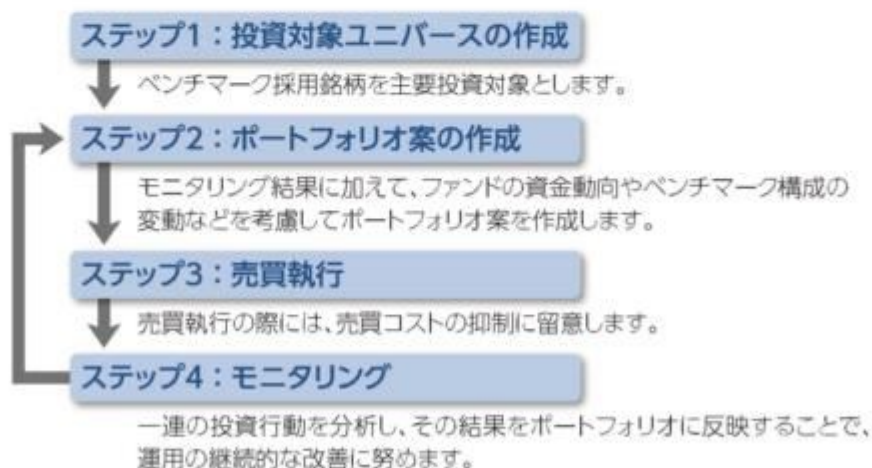 ステップ1：投資対象ユニバースの作成
ベンチマーク採用銘柄を主要投資対象とします。
ステップ2：ポートフォリオ案の作成
モニタリング結果に加えて、ファンドの資金動向やベンチマーク構成の
変動などを考慮してポートフォリオ案を作成します。
ステップ3：売買執行
売買執行の際には、売買コストの抑制に留意します。
ステップ4：モニタリング
一連の投資行動を分析し、その結果をポートフォリオに反映することで、
運用の継続的な改善に努めます。